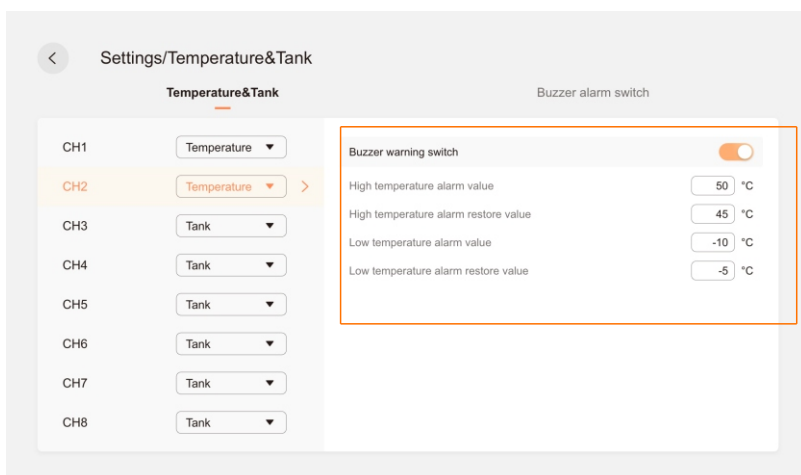 Settings/Temperature&Tank
Temperature&Tank
Buzzer alarm switch
CH1 Temperature
CH2 Temperature
CH3 Tank
CH4 Tank
CH5 Tank
CH6 Tank
CH7 Tank
CH8 Tank
Buzzer warning switch
High temperature alarm value 50 °C
High temperature alarm restore value 45 °C
Low temperature alarm value -10 °C
Low temperature alarm restore value -5 °C